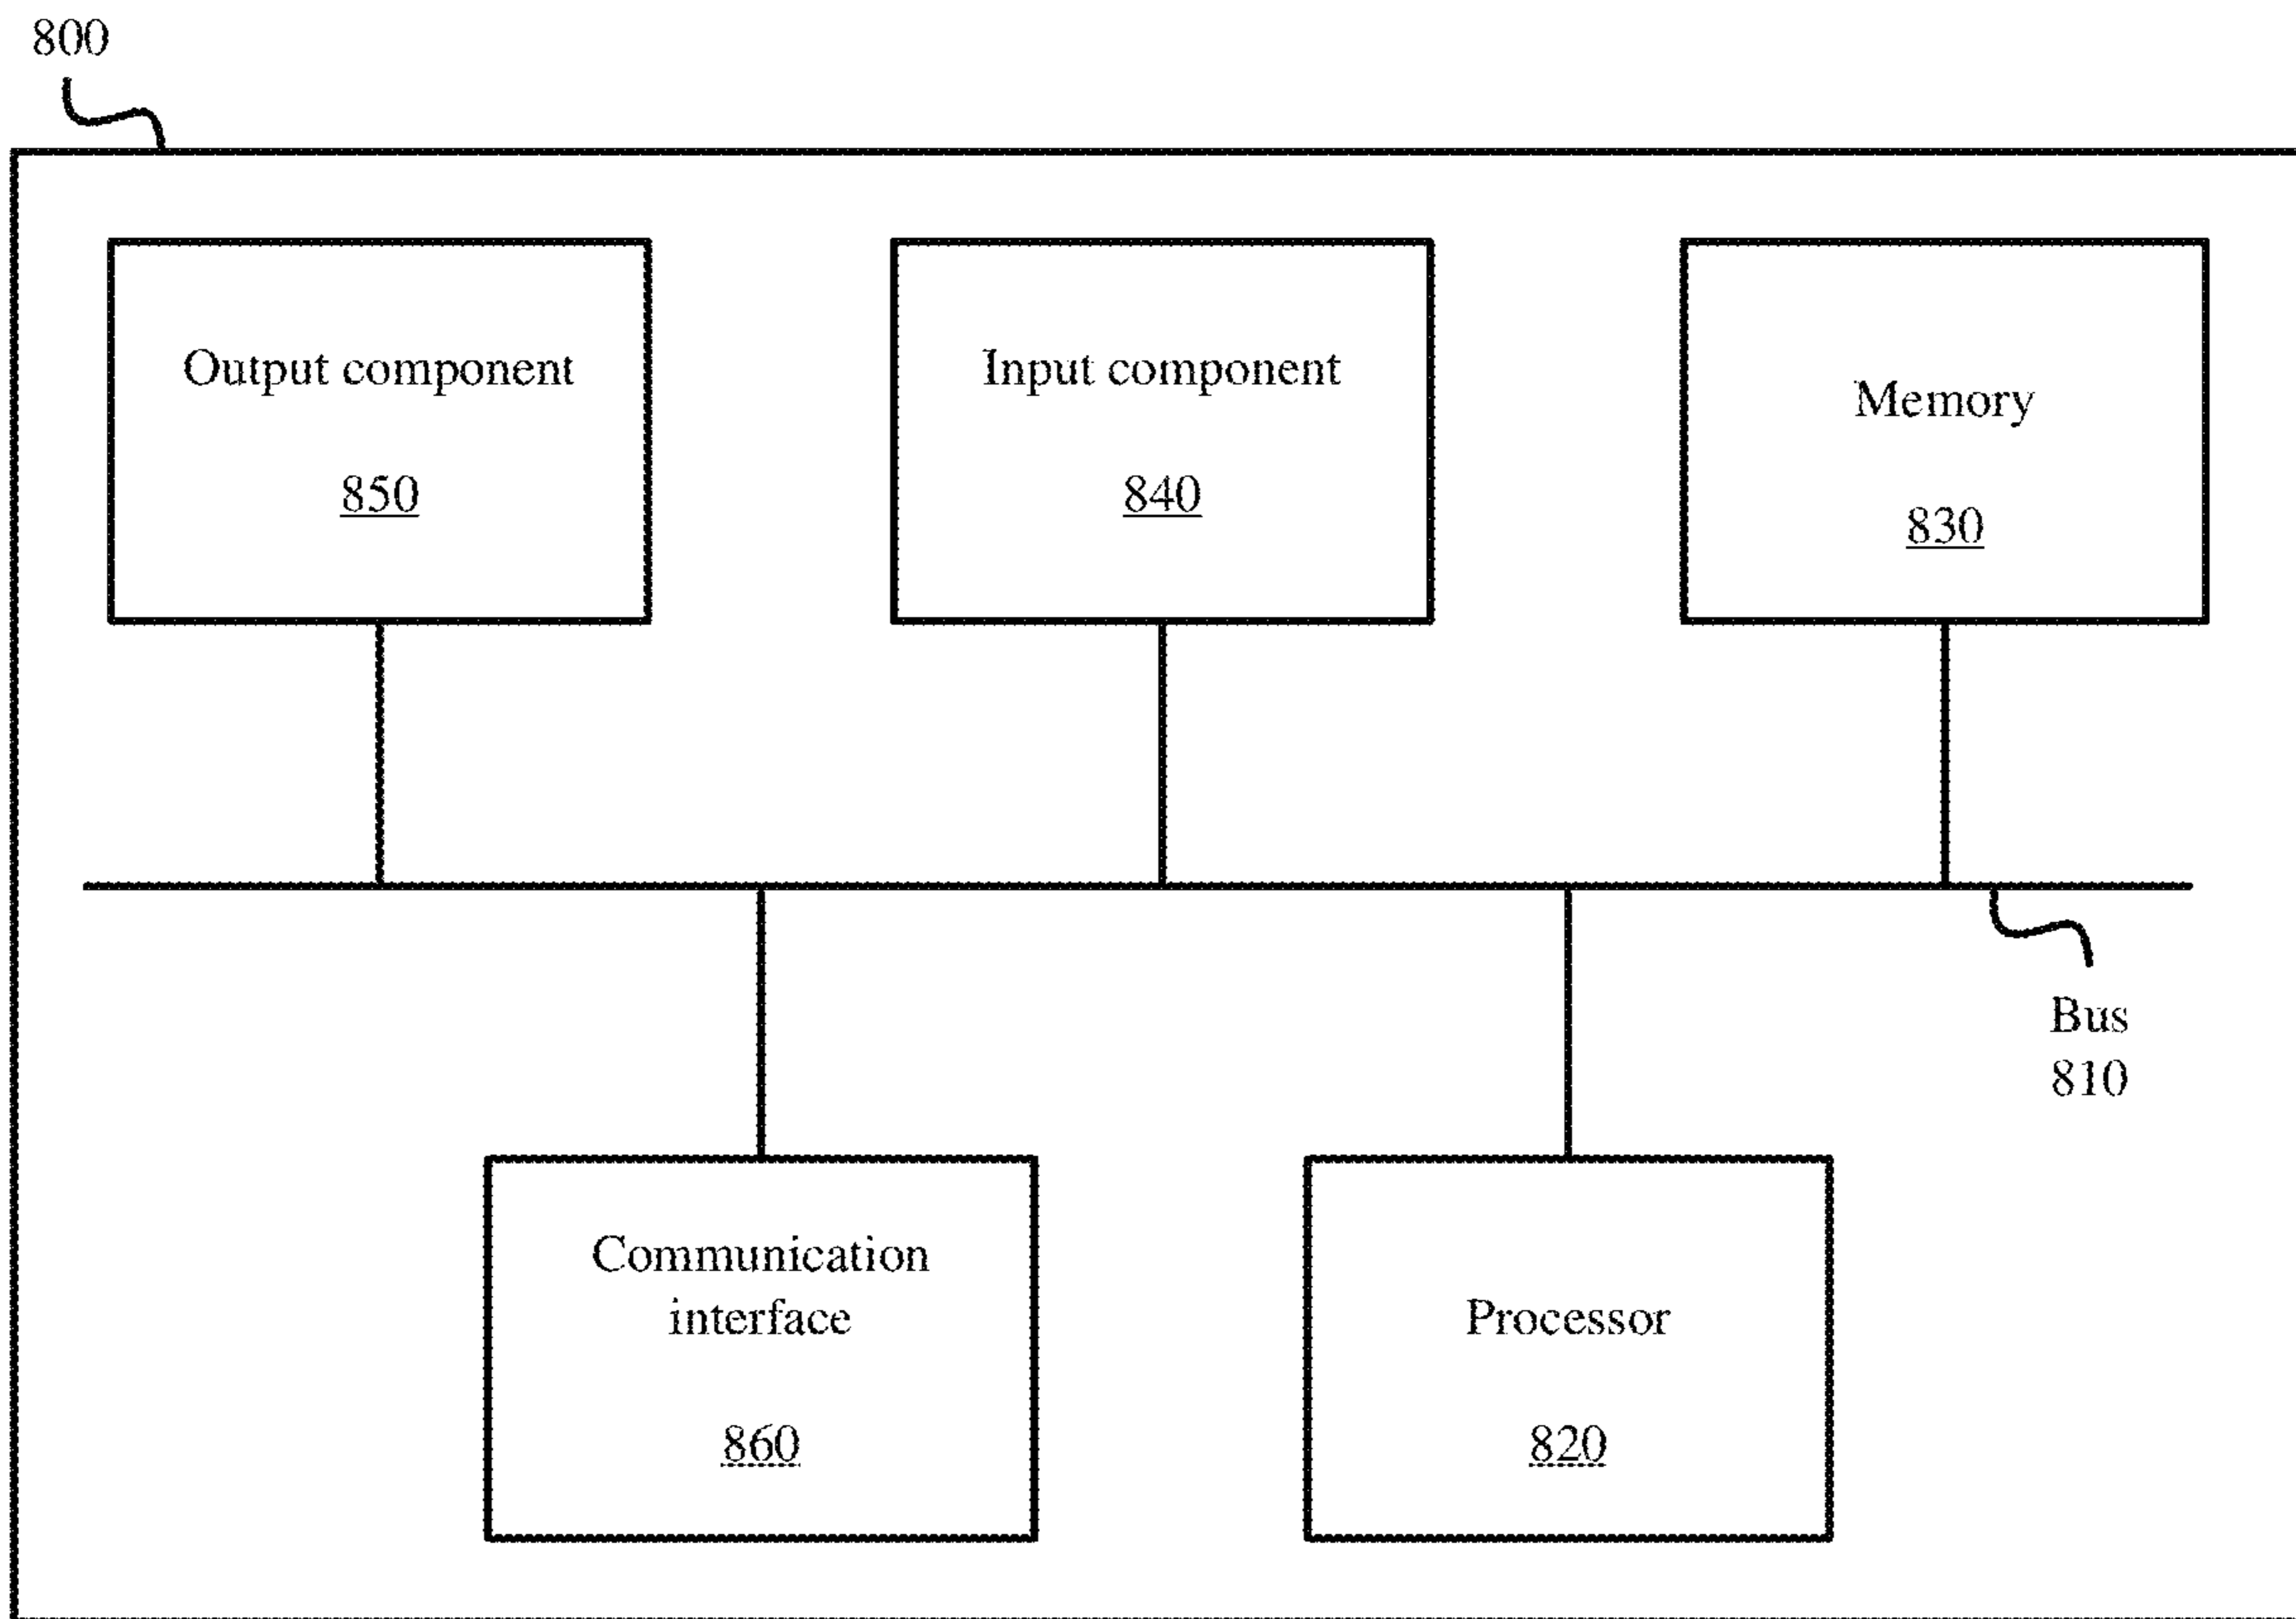 800
Output component
850
Input component
840
Memory
830
Bus
810
Communication
interface
860
Processor
820